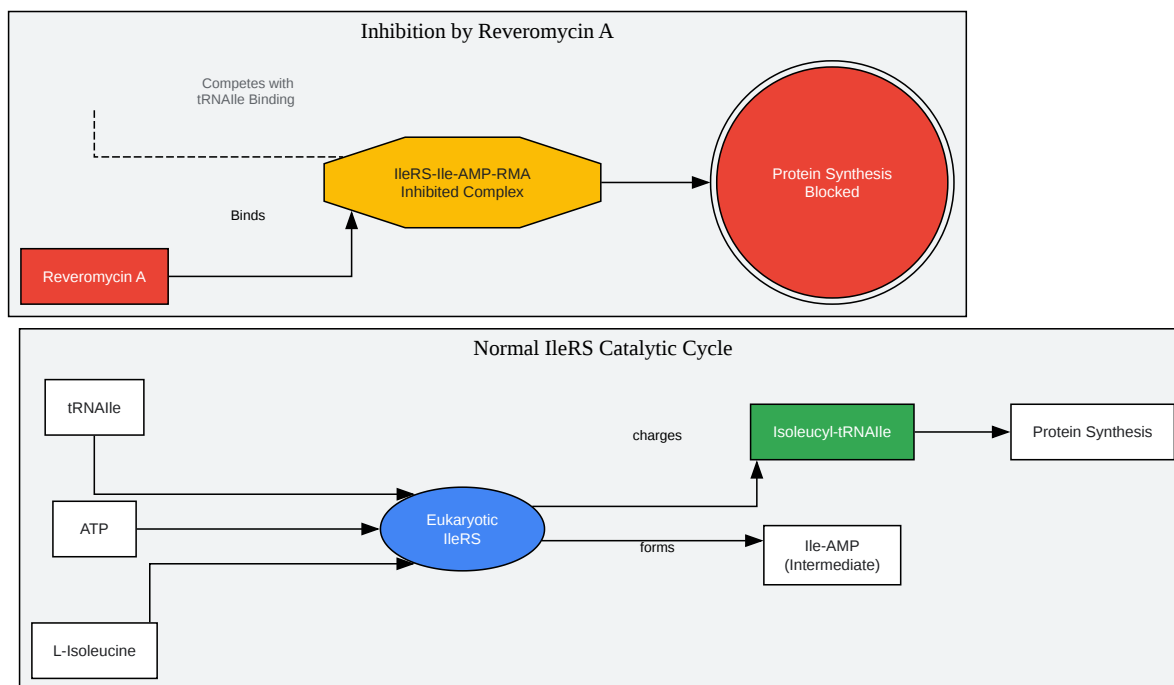 Inhibition by Reveromycin A
Competes with
tRNAIle Binding
IleRS-Ile-AMP-RMA
Inhibited Complex
Protein Synthesis
Blocked
Binds
Reveromycin A
Normal IleRS Catalytic Cycle
tRNAIle
charges
Isoleucyl-tRNAIle
Protein Synthesis
ATP
Eukaryotic
IleRS
forms
Ile-AMP
(Intermediate)
L-Isoleucine